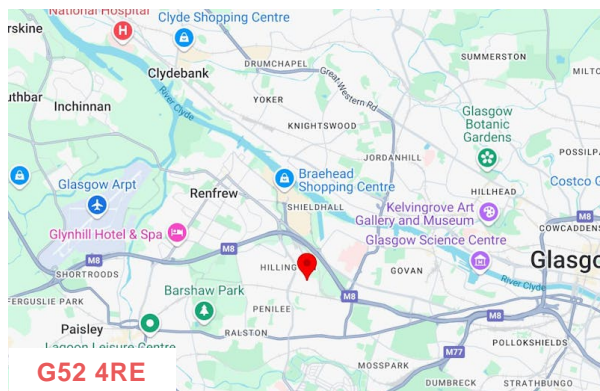 National Hospital
Clyde Shopping Centre
Erskine
DRUMCHAPEL
SUMMERSTON
Clydebank
Great Western Rd
MILTO
YOKER
outhbar
Inchinnan
River Clyde
KNIGHTSWOOD
Glasgow
Botanic
Gardens
JORDANHILL
POSSILPA
Costco G
Braehead
Shopping Centre
Glasgow Arpt
Renfrew
HILLHEAD
M8
Kelvingrove Art
Gallery and Museum
SHIELDHALL
COWCADDENS
Glynhill Hotel & Spa
M8
Glasgow Science Centre
M8
HILLING
GOVAN
Glasgo
SHORTROODS
River Clyde
Barshaw Park
FERGUSLIE PARK
PENILEE
M8
M8
Paisley
RALSTON
POLLOKSHIELDS
Lagoon Leisure Centre
M77
MOSSPARK
G52 4RE
DUMBRECK
STRATHBUNGO